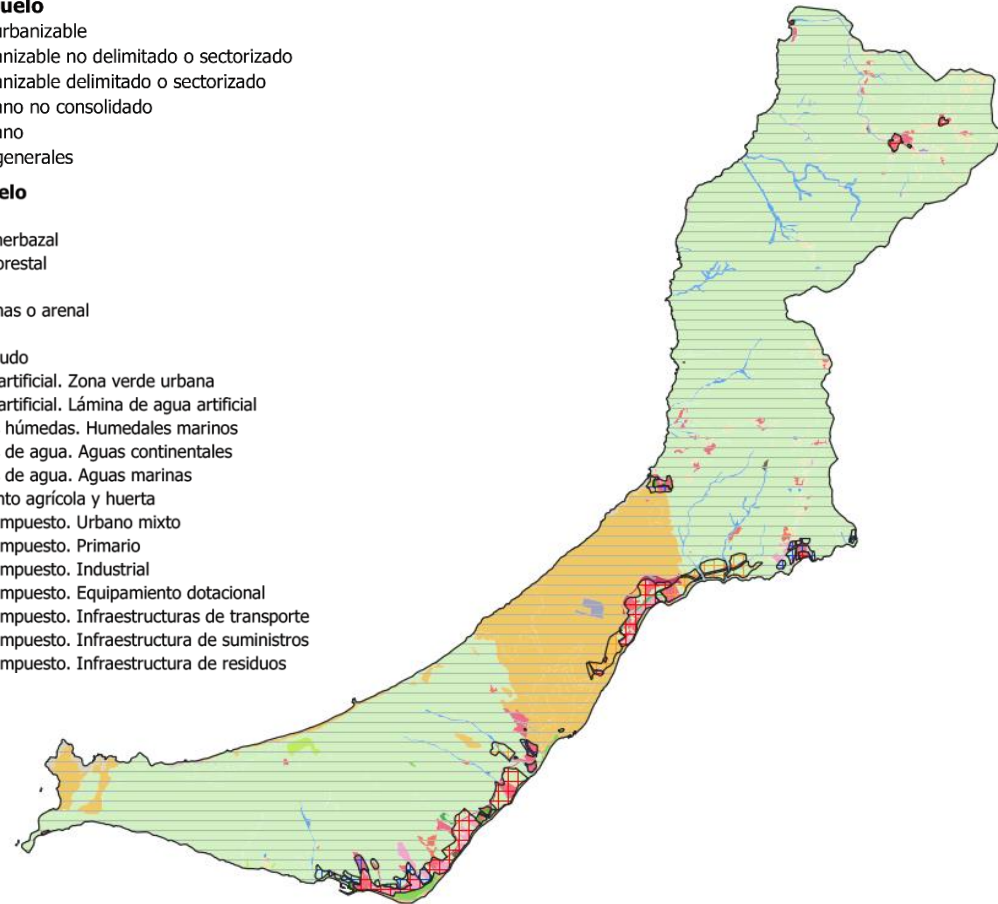 uelo
urbanizable
anizable no delimitado o sectorizado
anizable delimitado o sectorizado
ano no consolidado
ano
generales
elo
herbazal
orestal
nas o arenal
udo
artificial. Zona verde urbana
artificial. Lámina de agua artificial
húmedas. Humedales marinos
de agua. Aguas continentales
de agua. Aguas marinas
nto agrícola y huerta
mpuesto. Urbano mixto
mpuesto. Primario
mpuesto. Industrial
mpuesto. Equipamiento dotacional
mpuesto. Infraestructuras de transporte
mpuesto. Infraestructura de suministros
mpuesto. Infraestructura de residuos